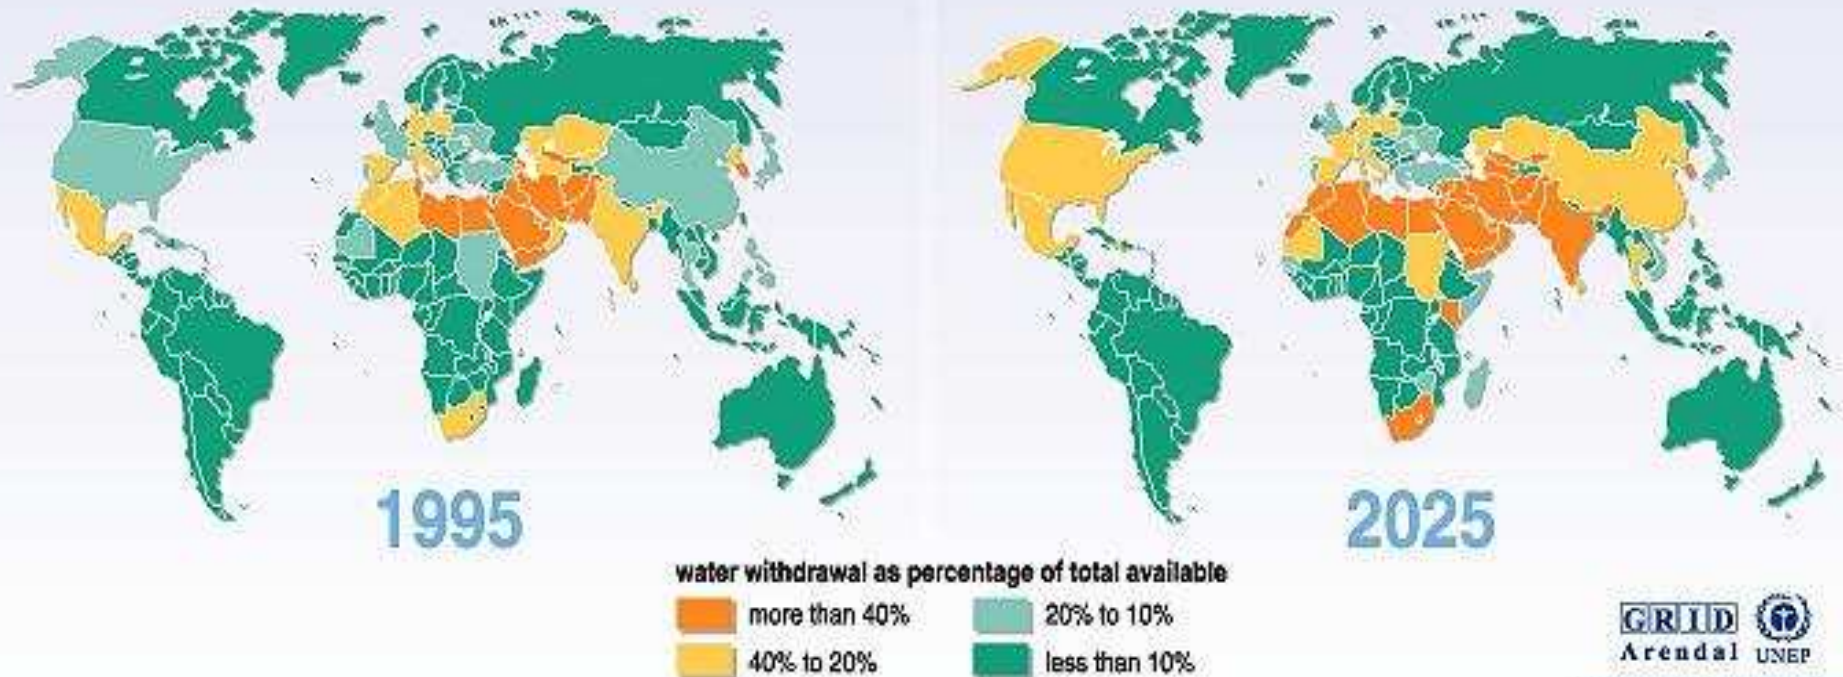 1995
2025
water withdrawal as percentage of total available
more than 40%
20% to 10%
40% to 20%
less than 10%
GRID
Arendal
UNEP